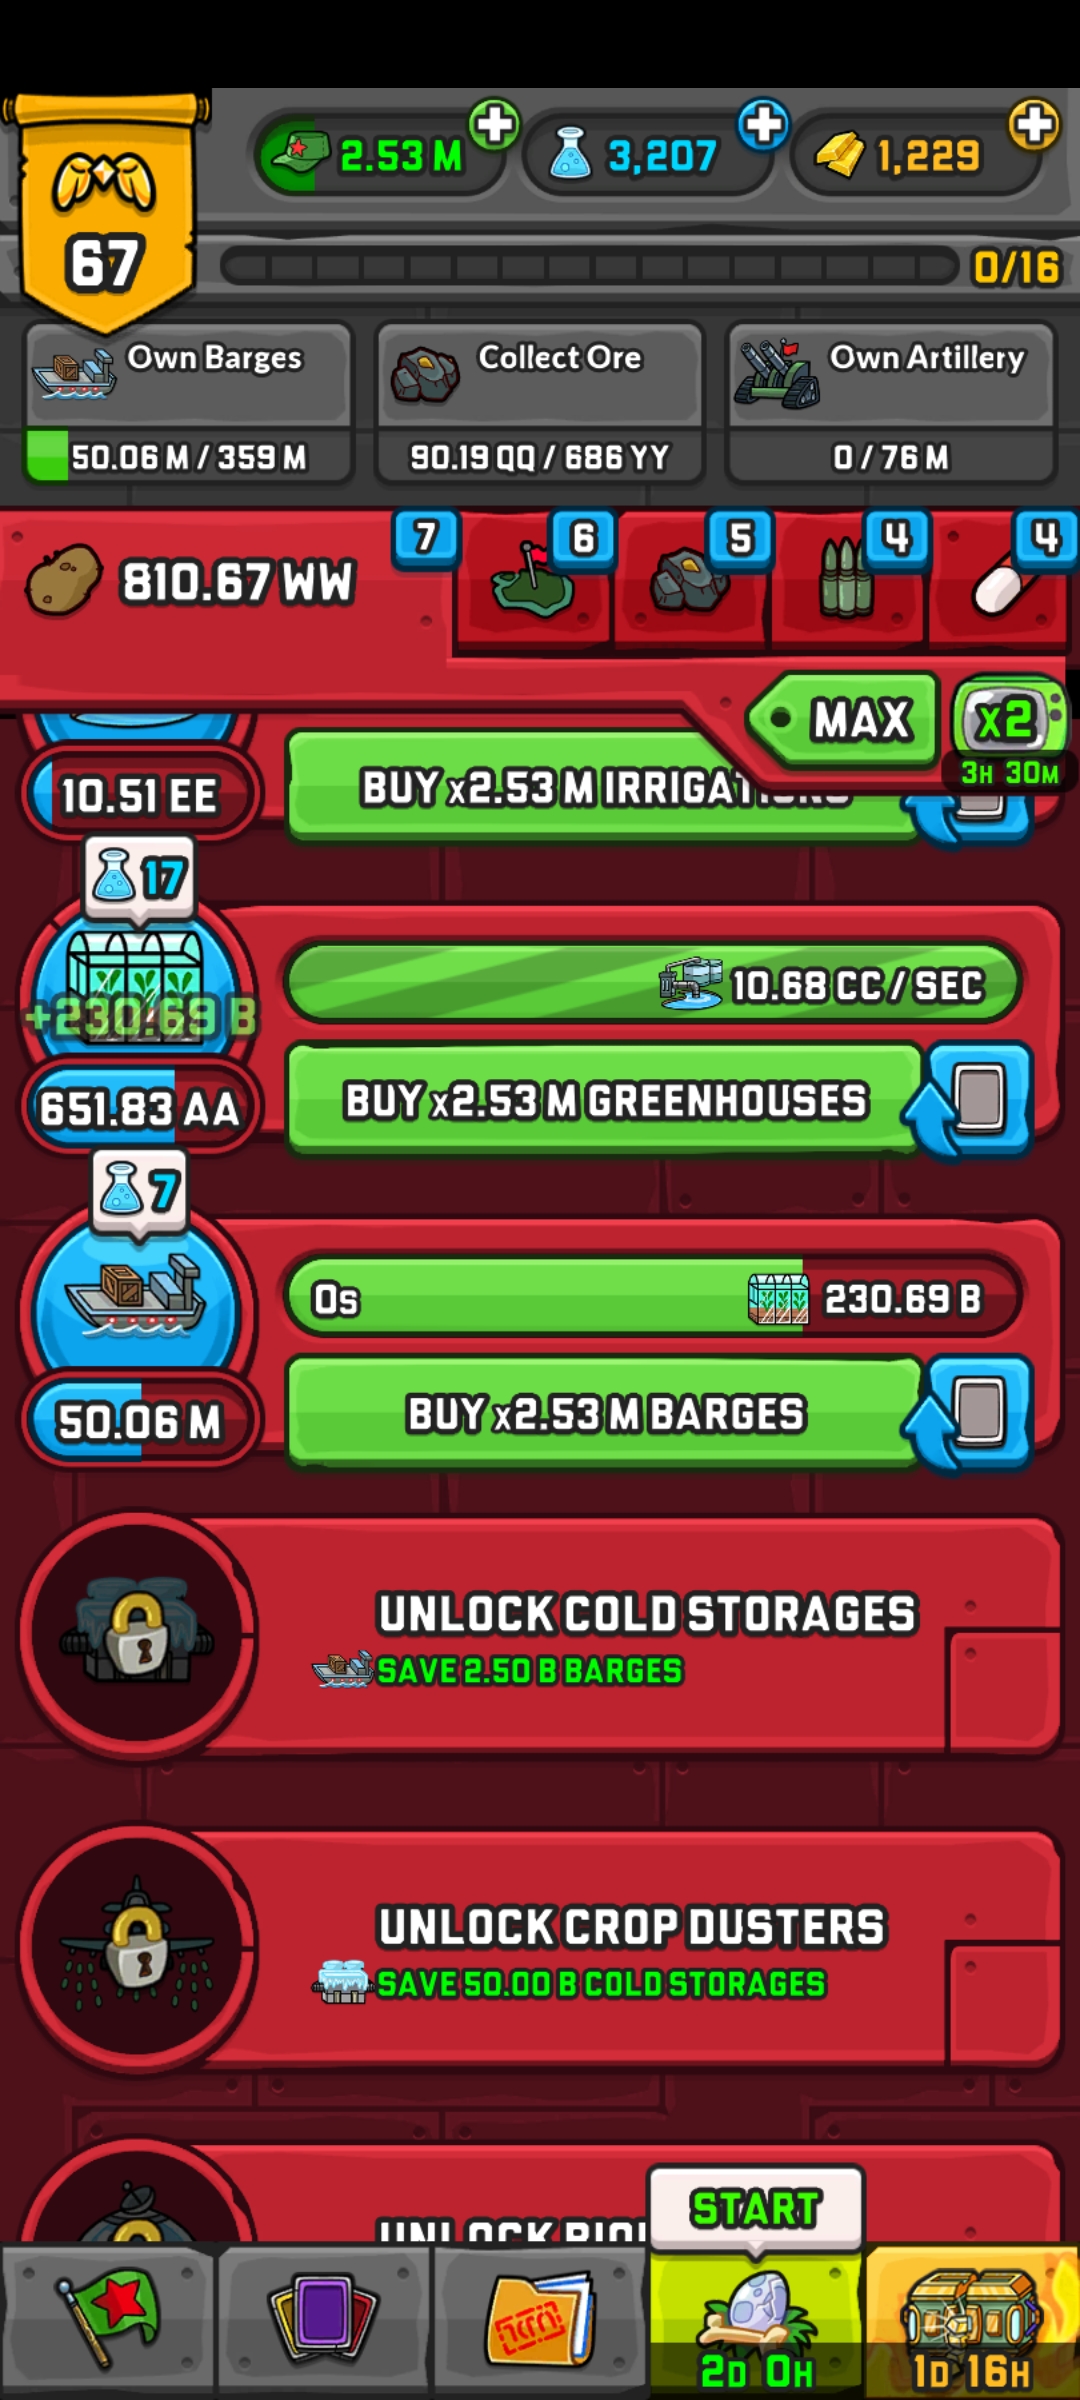 2.53 M
3,207
1,229
67
0/16
Own Barges
Collect Ore
Own Artillery
50.06 M / 359 M
90.19 QQ / 686 YY
0 / 76 M
810.67 WW
7
6
5
4
4
MAX
x2
3H 30M
10.51 EE
BUY x2.53 M
17
10.68 CC / SEC
+230.69 B
651.83 AA
BUY x2.53 M GREENHOUSES
7
0s
230.69 B
50.06 M
BUY x2.53 M BARGES
UNLOCK COLD STORAGES
SAVE 2.50 B BARGES
UNLOCK CROP DUSTERS
SAVE 50.00 B COLD STORAGES
UNLOCK
START
2D 0H
1D 16H